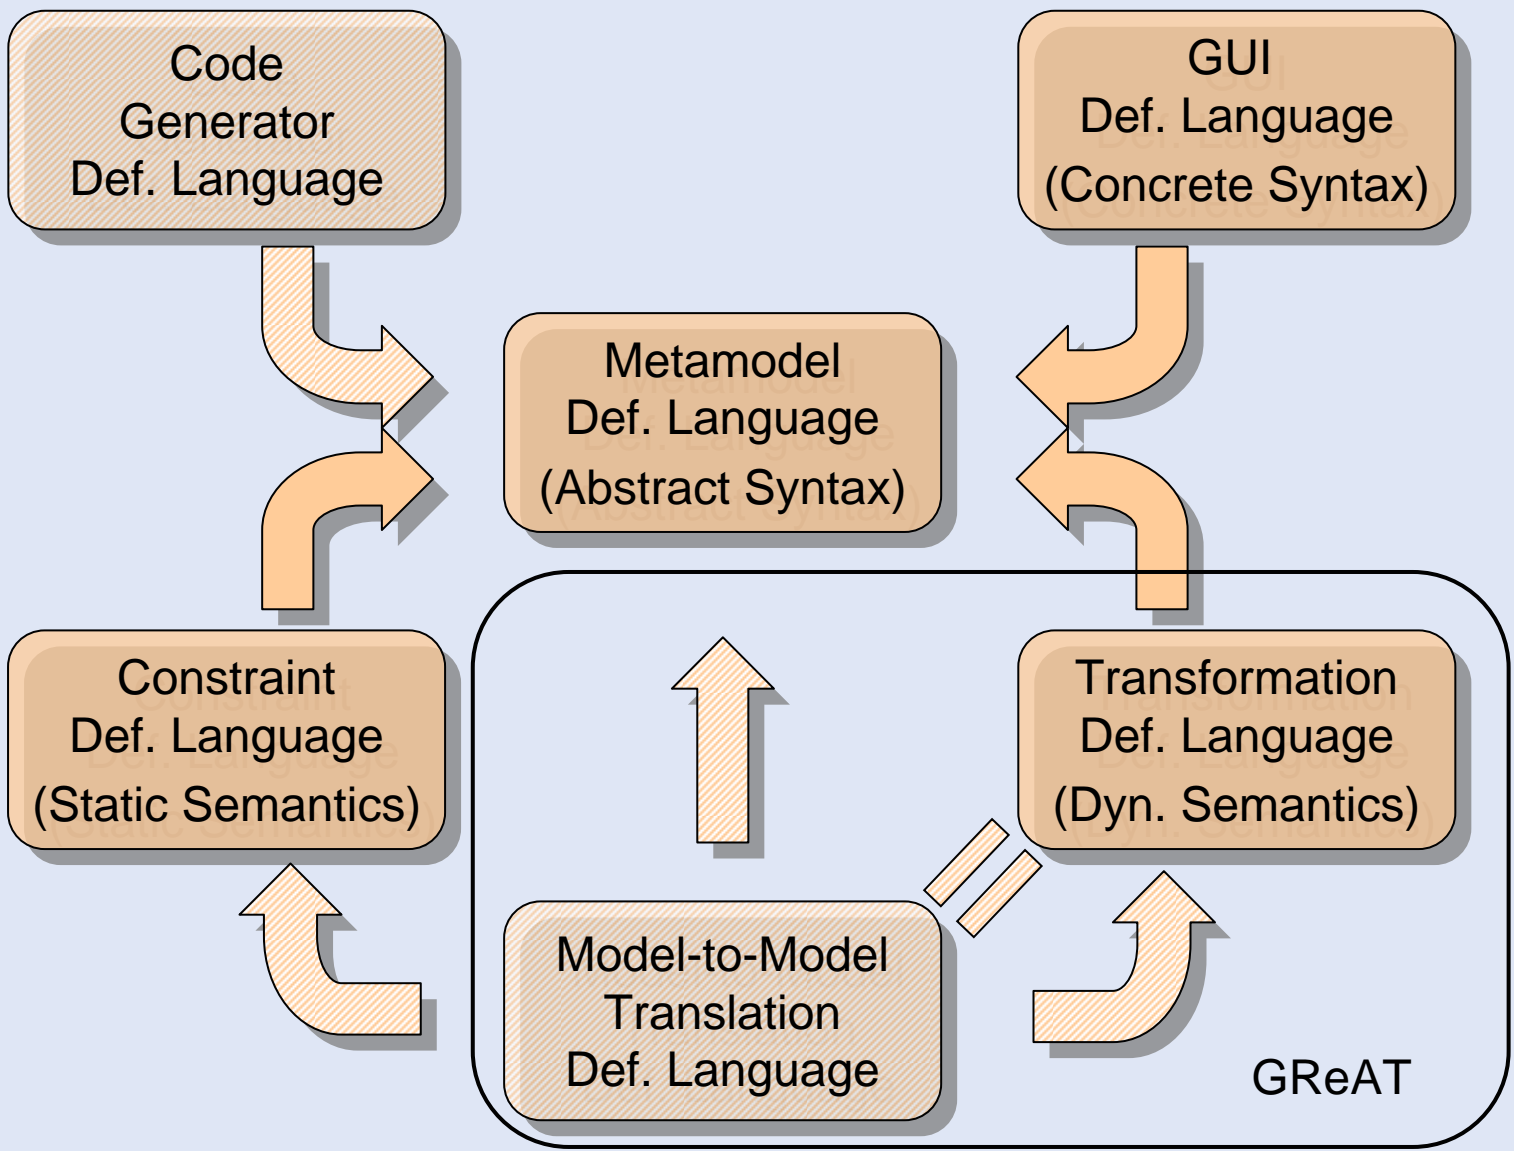 Code
Generator
Def. Language
GUI
Def. Language
(Concrete Syntax)
Metamodel
Def. Language
(Abstract Syntax)
Constraint
Def. Language
(Static Semantics)
Transformation
Def. Language
(Dyn. Semantics)
Model-to-Model
Translation
Def. Language
GReAT